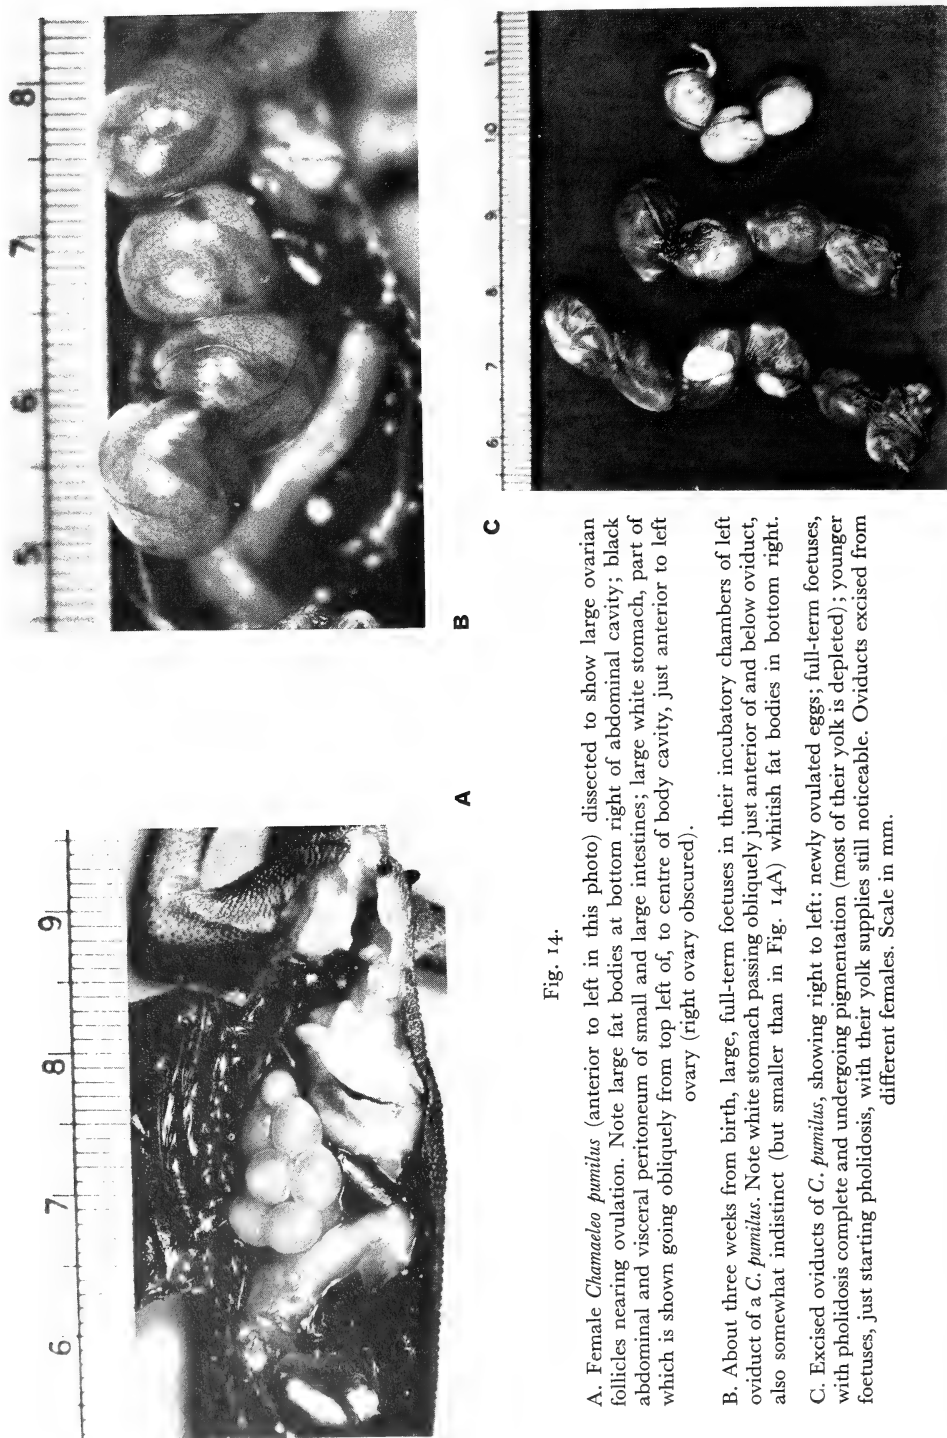 6 7 8 9
A
5 6 7 8
B
6 7 8 9 10 11
C
Fig. 14.
A. Female Chamaeleo pumilus (anterior to left in this photo) dissected to show large ovarian
follicles nearing ovulation. Note large fat bodies at bottom right of abdominal cavity; black
abdominal and visceral peritoneum of small and large intestines; large white stomach, part of
which is shown going obliquely from top left of, to centre of body cavity, just anterior to left
ovary (right ovary obscured).
B. About three weeks from birth, large, full-term foetuses in their incubatory chambers of left
oviduct of a C. pumilus. Note white stomach passing obliquely just anterior of and below oviduct,
also somewhat indistinct (but smaller than in Fig. 14A) whitish fat bodies in bottom right.
C. Excised oviducts of C. pumilus, showing right to left: newly ovulated eggs; full-term foetuses,
with pholidosis complete and undergoing pigmentation (most of their yolk is depleted); younger
foetuses, just starting pholidosis, with their yolk supplies still noticeable. Oviducts excised from
different females. Scale in mm.